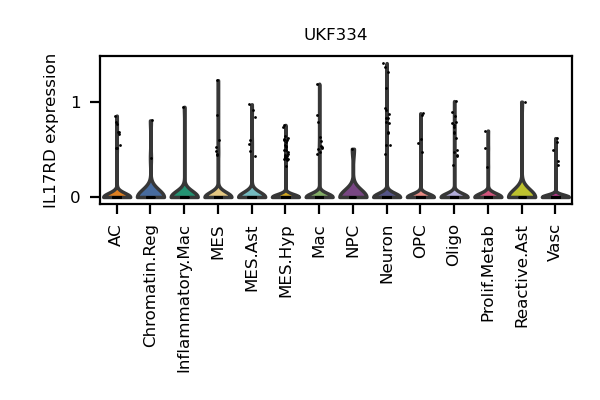 UKF334
IL17RD expression
1
0
AC
Chromatin.Reg
Inflammatory.Mac
MES
MES.Ast
MES.Hyp
Mac
NPC
Neuron
OPC
Oligo
Prolif.Metab
Reactive.Ast
Vasc